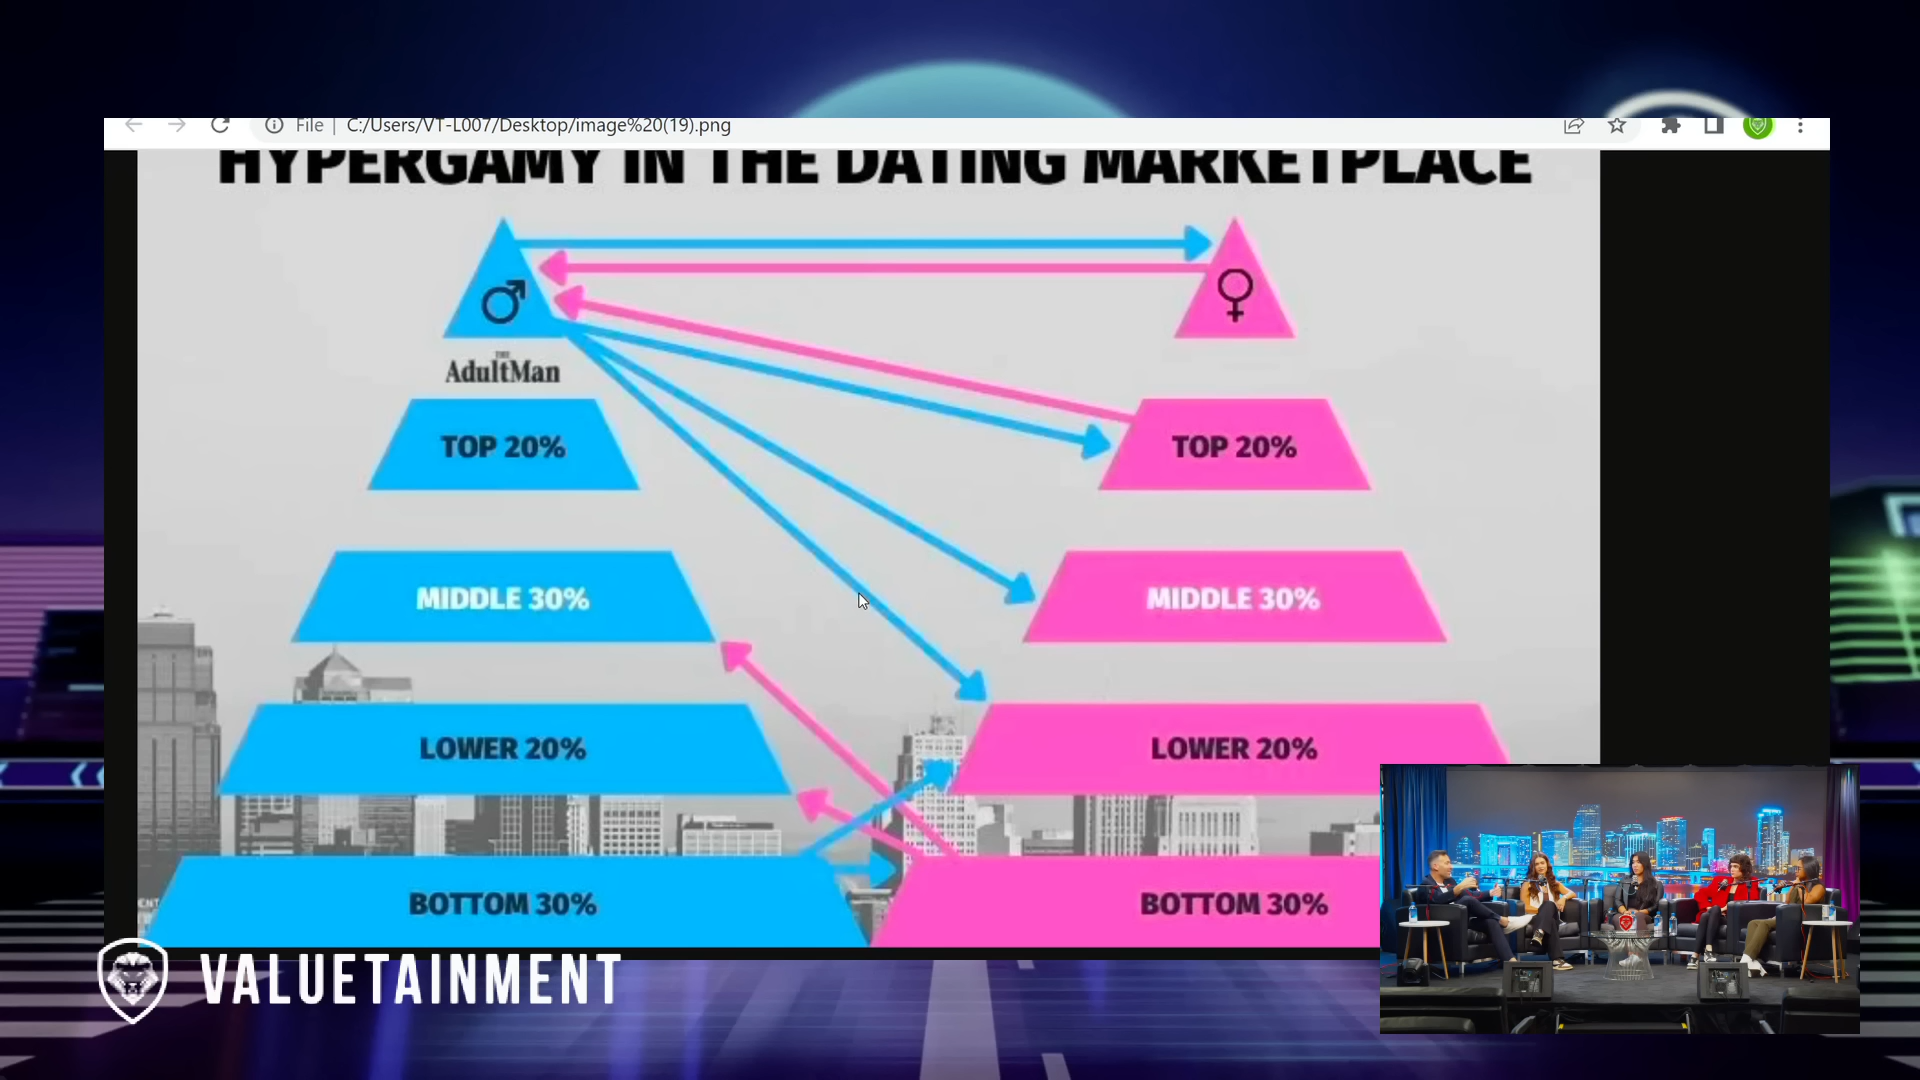 File | C:/Users/VT-L007/Desktop/image%20(19).png
HYPERGAMY IN THE DATING MARKETPLACE
THE
AdultMan
TOP 20%
TOP 20%
MIDDLE 30%
MIDDLE 30%
LOWER 20%
LOWER 20%
BOTTOM 30%
BOTTOM 30%
VALUETAINMENT